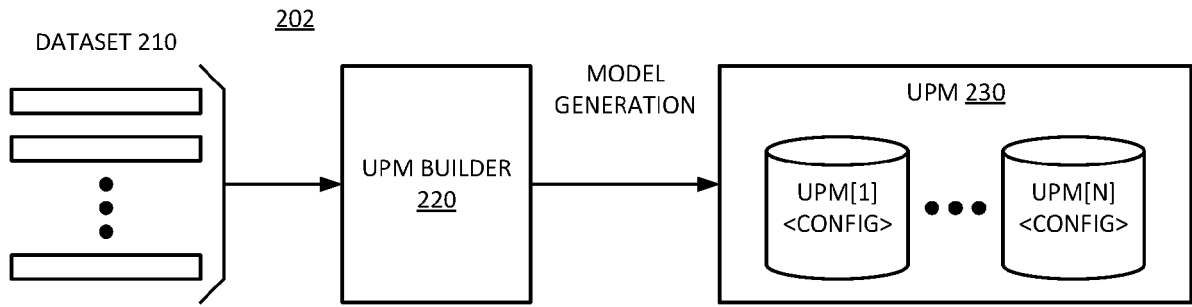 202
DATASET 210
MODEL
GENERATION
UPM BUILDER
220
UPM 230
UPM[1]
<CONFIG>
UPM[N]
<CONFIG>